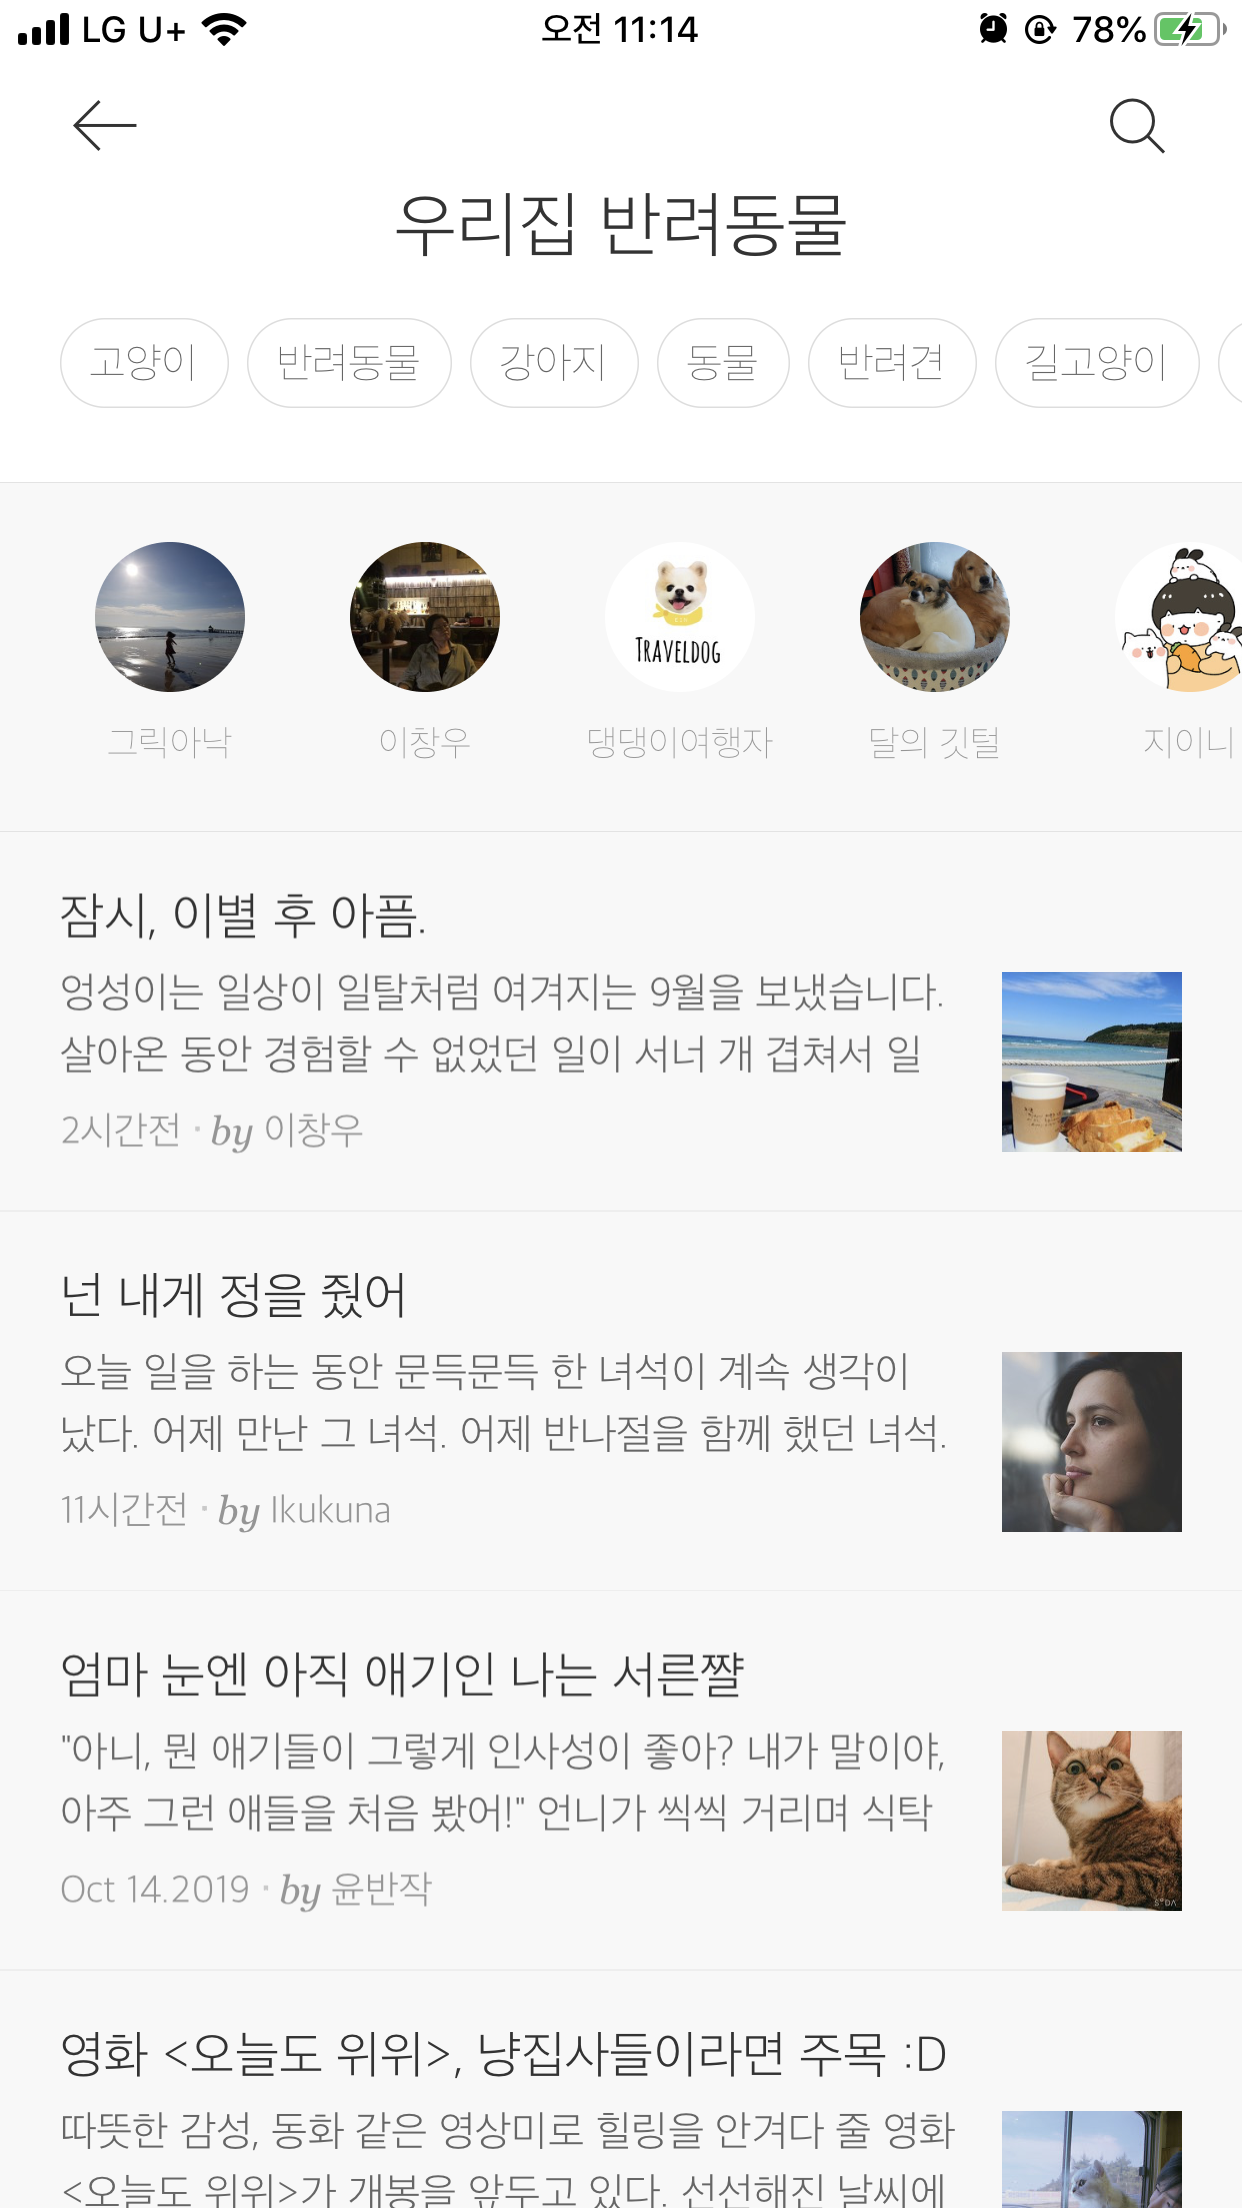 LG U+ 오전 11:14 78%
우리집 반려동물
고양이 반려동물 강아지 동물 반려견 길고양이
TRAVELDOG
그릭아낙 이창우 댕댕이여행자 달의 깃털 지이니
잠시, 이별 후 아픔.
엉성이는 일상이 일탈처럼 여겨지는 9월을 보냈습니다.
살아온 동안 경험할 수 없었던 일이 서너 개 겹쳐서 일
2시간전 · by 이창우
넌 내게 정을 줬어
오늘 일을 하는 동안 문득문득 한 녀석이 계속 생각이
났다. 어제 만난 그 녀석. 어제 반나절을 함께 했던 녀석.
11시간전 · by Ikukuna
엄마 눈엔 아직 애기인 나는 서른쨜
"아니, 뭔 애기들이 그렇게 인사성이 좋아? 내가 말이야,
아주 그런 애들을 처음 봤어!" 언니가 씩씩 거리며 식탁
Oct 14.2019 · by 윤반작
영화 <오늘도 위위>, 냥집사들이라면 주목 :D
따뜻한 감성, 동화 같은 영상미로 힐링을 안겨다 줄 영화
<오늘도 위위>가 개봉을 앞두고 있다. 선선해진 날씨에